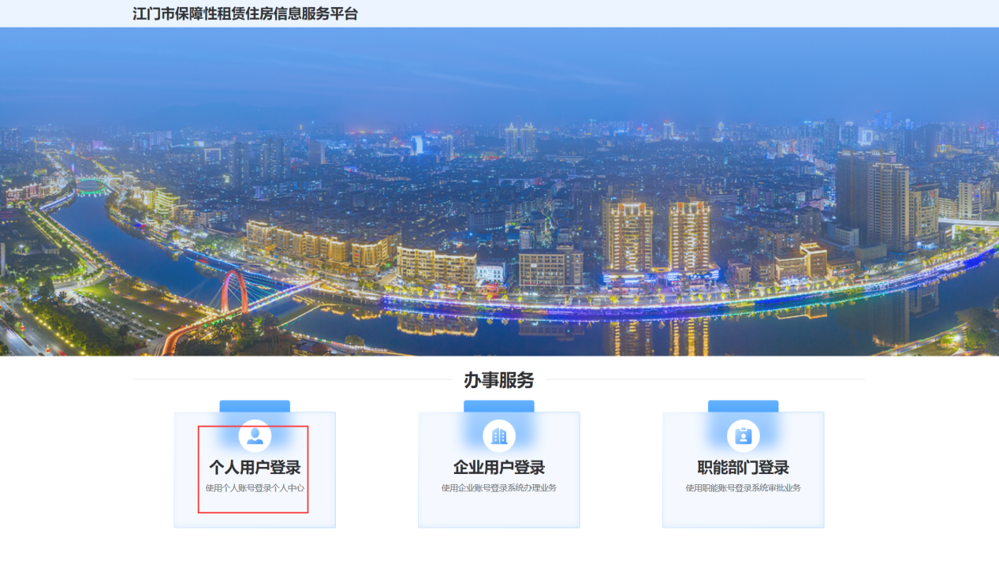 江门市保障性租赁住房信息服务平台
办事服务
个人用户登录
使用个人账号登录个人中心
企业用户登录
使用企业账号登录系统办理业务
职能部门登录
使用职能账号登录系统审批业务